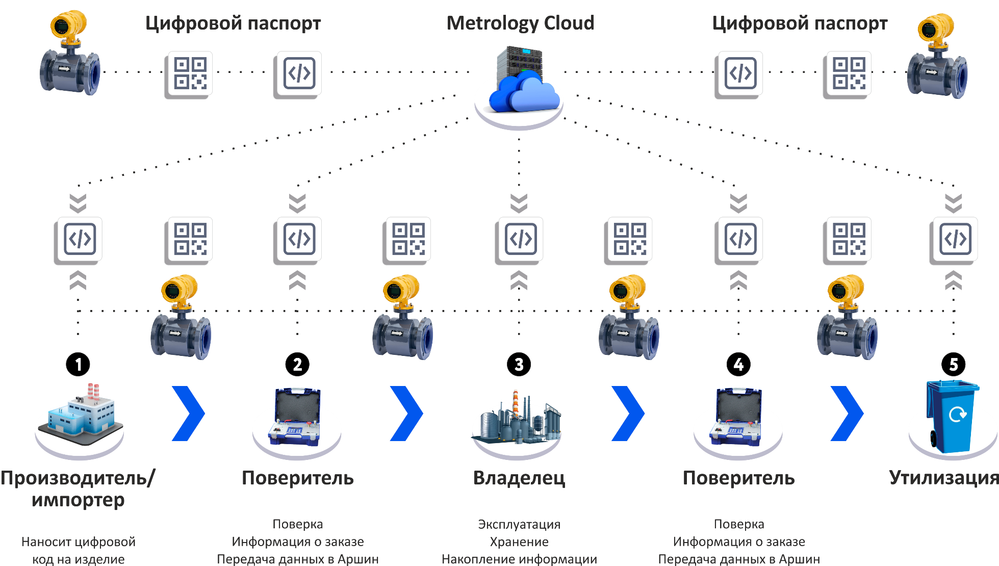 Цифровой паспорт
Metrology Cloud
Цифровой паспорт
1
2
3
4
5
Производитель/
импортер
Поверитель
Владелец
Поверитель
Утилизация
Наносит цифровой
код на изделие
Поверка
Информация о заказе
Передача данных в Аршин
Эксплуатация
Хранение
Накопление информации
Поверка
Информация о заказе
Передача данных в Аршин